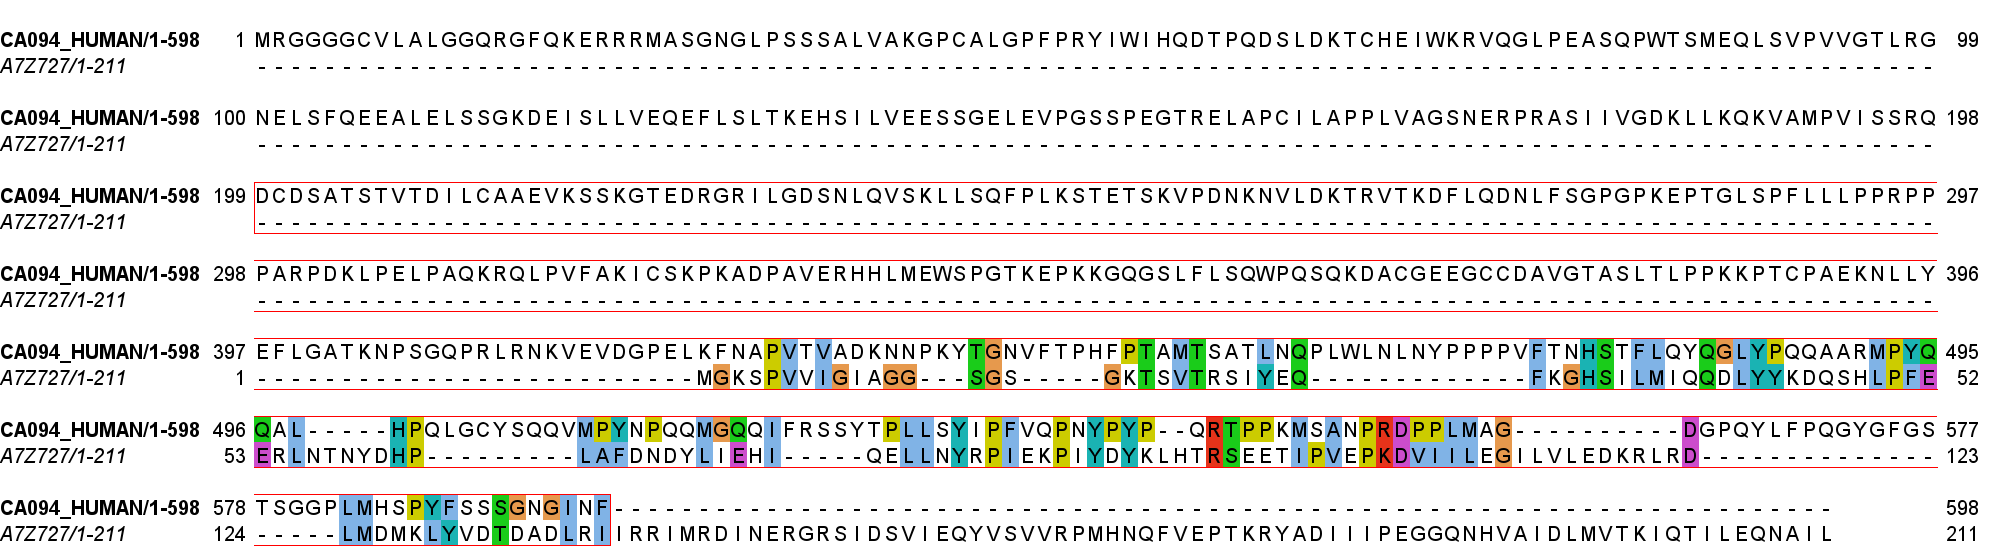 CA094_HUMAN/1-598 1 MRGGGGCVLALGGQRGFQKERRRMASGNGLPSSSALVAKGPCALGPFPRYIWIHQDTPQDSLDKTCHEIWKRVQGLPEASQPWTSMEQLSVPVVGTLRG 99
A7Z727/1-211 ---------------------------------------------------------------------------------------------------
CA094_HUMAN/1-598 100 NELSFQEEALELSSGKDEISLLVEQEFLSLTKEHSILVEESSGELEVPGSSPEGTRELAPCILAPPLVAGSNERPRASIIVGDKLLKQKVAMPVISSRQ 198
A7Z727/1-211 ---------------------------------------------------------------------------------------------------
CA094_HUMAN/1-598 199 DCDSATSTVTDILCAAEVKSSKGTEDRGRILGDSNLQVSKLLSQFPLKSTETSKVPDNKNVLDKTRVTKDFLQDNLFSGPGPKEPTGLSPFLLLPPRPP 297
A7Z727/1-211 ---------------------------------------------------------------------------------------------------
CA094_HUMAN/1-598 298 PARPDKLPELPAQKRQLPVFAKICSKPKADPAVERHHLMEWSPGTKEPKKGQGSLFLSQWPQSQKDACGEEGCCDAVGTASLTLPPKKPTCPAEKNLLY 396
A7Z727/1-211 ---------------------------------------------------------------------------------------------------
CA094_HUMAN/1-598 397 EFLGATKNPSGQPRLRNKVEVDGPELKFNAPVTVADKNNPKYTGNVFTPHFPTAMTSATLNQPLWLNLNYPPPPVFTNHSTFLQYQGLYPQQAARMPYQ 495
A7Z727/1-211 1 --------------------------MGKSPVVIGIAGG---SGS-----GKTSVTRSIYEQ-------------FKGHSILMIQQDLYYKDQSHLPFE 52
CA094_HUMAN/1-598 496 QAL-----HPQLGCYSQQVMPYNPQQMGQQIFRSSYTPLLSYIPFVQPNYPYP--QRTPPKMSANPRDPPLMAG----------DGPQYLFPQGYGFGS 577
A7Z727/1-211 53 ERLNTNYDHP---------LAFDNDYLIEHI-----QELLNYRPIEKPIYDYKLHTRSEETIPVEPKDVIILEGILVLEDKRLRD-------------- 123
CA094_HUMAN/1-598 578 TSGGPLMHSPYFSSSGNGINF------------------------------------------------------------------------ 598
A7Z727/1-211 124 -----LMDMKLYVDTDADLRIIRRIMRDINERGRSIDSVIEQYVSVVRPMHNQFVEPTKRYADIIIPEGGQNHVAIDLMVTKIQTILEQNAIL 211